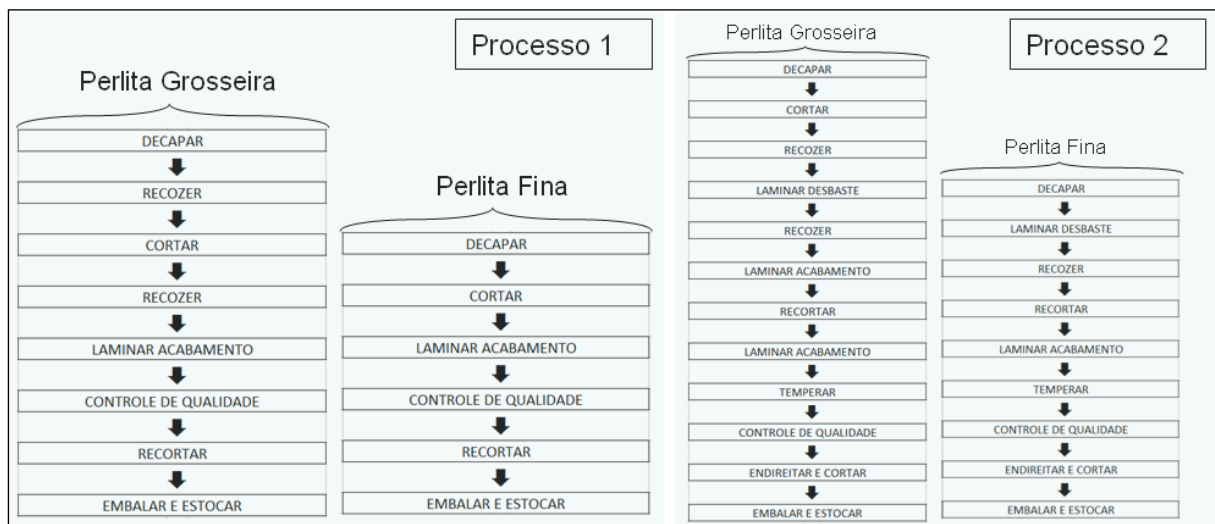 Processo 1
Perlita Grosseira
DECAPAR
RECOZER
CORTAR
RECOZER
LAMINAR ACABAMENTO
CONTROLE DE QUALIDADE
RECORTAR
EMBALAR E ESTOCAR
Perlita Fina
DECAPAR
CORTAR
LAMINAR ACABAMENTO
CONTROLE DE QUALIDADE
RECORTAR
EMBALAR E ESTOCAR
Processo 2
Perlita Grosseira
DECAPAR
CORTAR
RECOZER
LAMINAR DESBASTE
RECOZER
LAMINAR ACABAMENTO
RECORTAR
LAMINAR ACABAMENTO
TEMPERAR
CONTROLE DE QUALIDADE
ENDIREITAR E CORTAR
EMBALAR E ESTOCAR
Perlita Fina
DECAPAR
LAMINAR DESBASTE
RECOZER
RECORTAR
LAMINAR ACABAMENTO
TEMPERAR
CONTROLE DE QUALIDADE
ENDIREITAR E CORTAR
EMBALAR E ESTOCAR